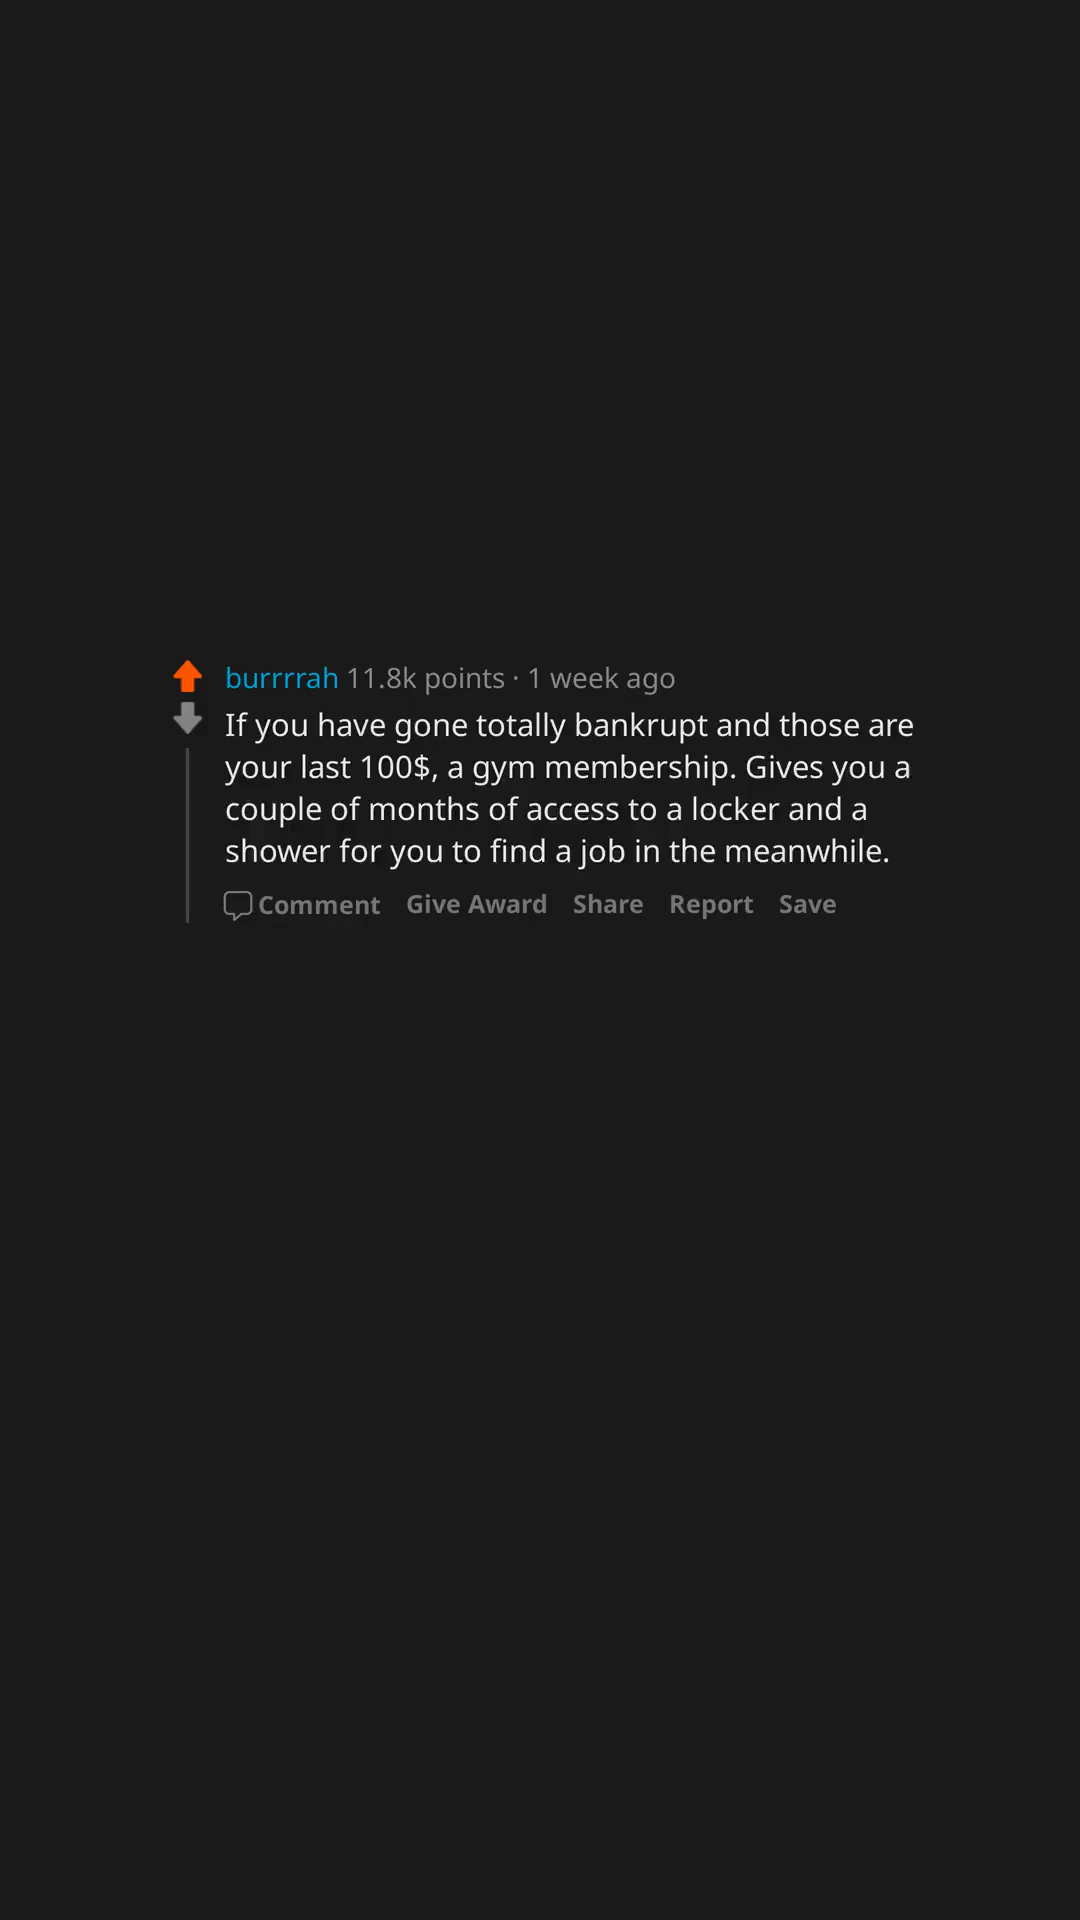 burrrrah 11.8k points · 1 week ago
If you have gone totally bankrupt and those are
your last 100$, a gym membership. Gives you a
couple of months of access to a locker and a
shower for you to find a job in the meanwhile.
Comment Give Award Share Report Save